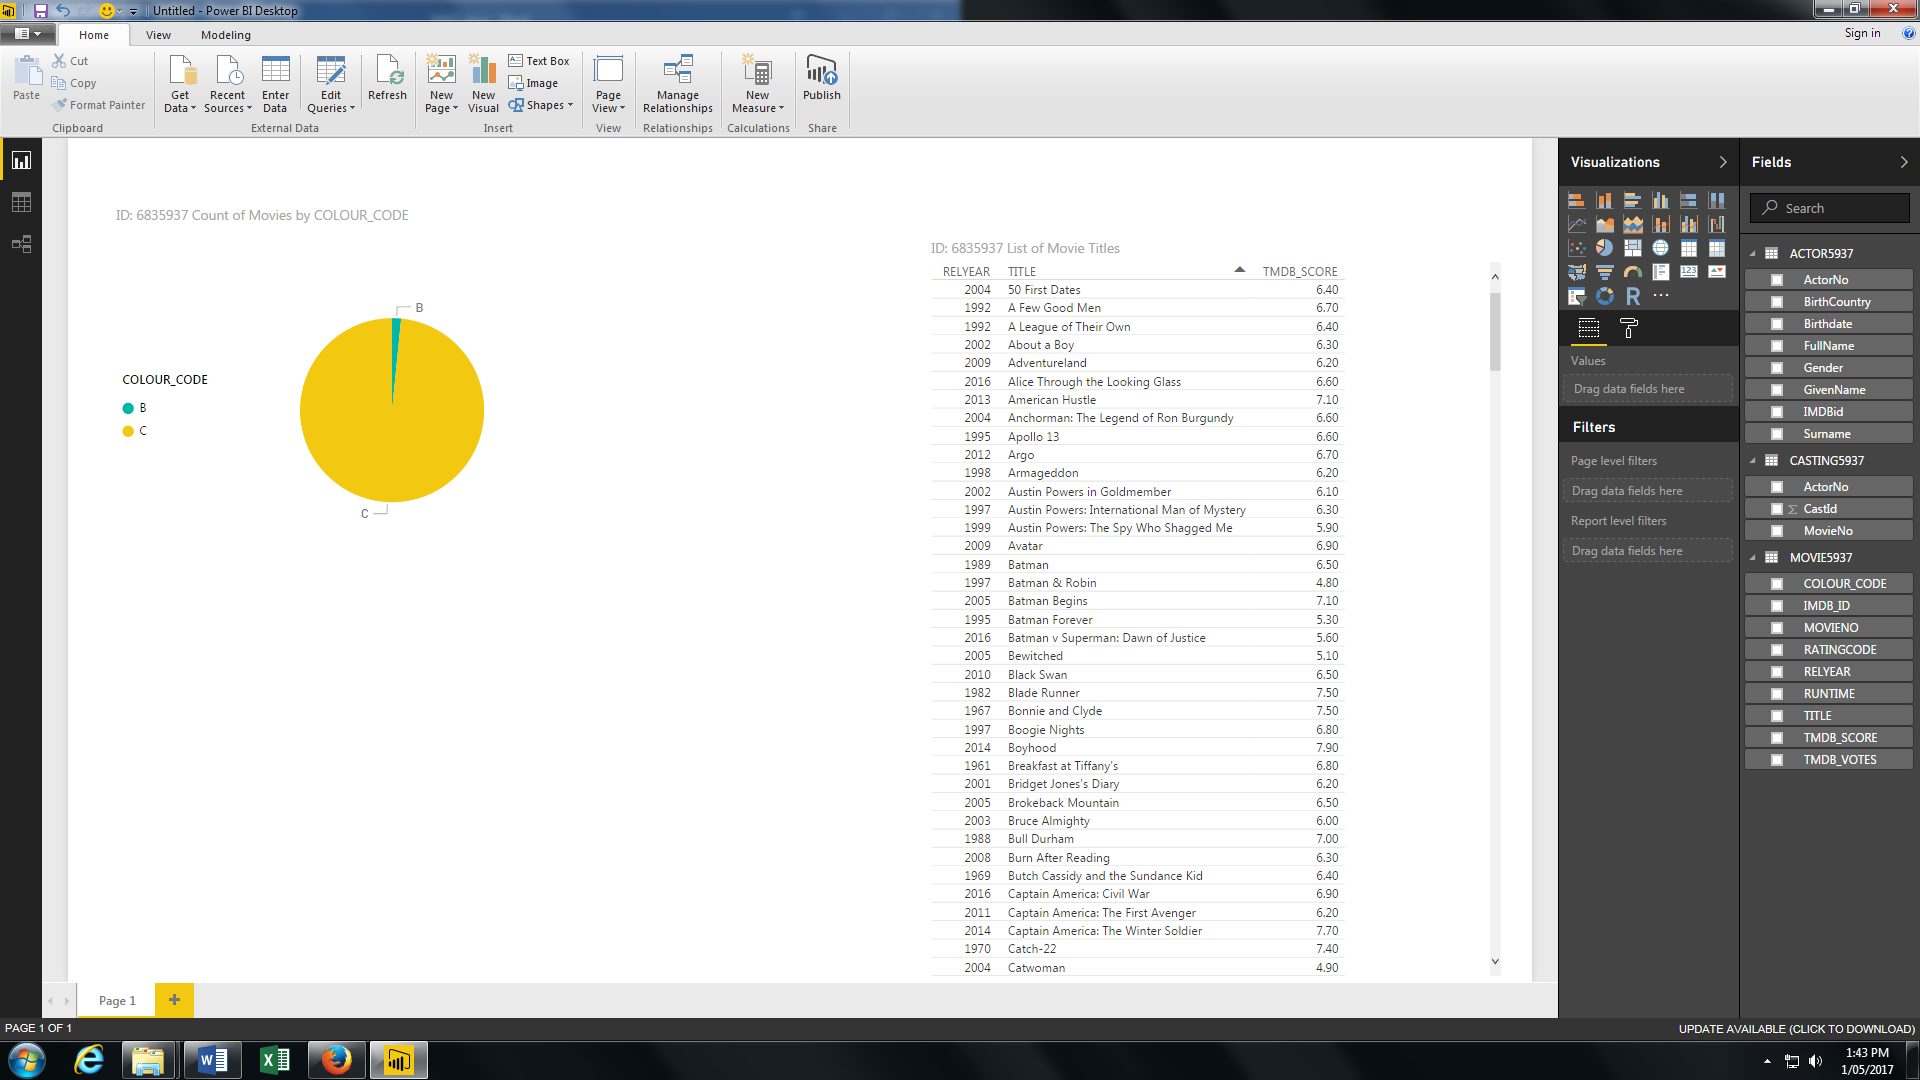 Untitled - Power BI Desktop
Home View Modeling Sign in
Paste Cut Copy Format Painter Clipboard
Get Data Recent Sources Enter Data Edit Queries External Data
Refresh
New Page New Visual Text Box Image Shapes Insert
Page View View
Manage Relationships Relationships
New Measure Calculations
Publish Share
ID: 6835937 Count of Movies by COLOUR_CODE
COLOUR_CODE
B
C
B
C
ID: 6835937 List of Movie Titles
RELYEAR TITLE TMDB_SCORE
2004 50 First Dates 6.40
1992 A Few Good Men 6.70
1992 A League of Their Own 6.40
2002 About a Boy 6.30
2009 Adventureland 6.20
2016 Alice Through the Looking Glass 6.60
2013 American Hustle 7.10
2004 Anchorman: The Legend of Ron Burgundy 6.60
1995 Apollo 13 6.60
2012 Argo 6.70
1998 Armageddon 6.20
2002 Austin Powers in Goldmember 6.10
1997 Austin Powers: International Man of Mystery 6.30
1999 Austin Powers: The Spy Who Shagged Me 5.90
2009 Avatar 6.90
1989 Batman 6.50
1997 Batman & Robin 4.80
2005 Batman Begins 7.10
1995 Batman Forever 5.30
2016 Batman v Superman: Dawn of Justice 5.60
2005 Bewitched 5.10
2010 Black Swan 6.50
1982 Blade Runner 7.50
1967 Bonnie and Clyde 7.50
1997 Boogie Nights 6.80
2014 Boyhood 7.90
1961 Breakfast at Tiffany's 6.80
2001 Bridget Jones's Diary 6.20
2005 Brokeback Mountain 6.50
2003 Bruce Almighty 6.00
1988 Bull Durham 7.00
2008 Burn After Reading 6.30
1969 Butch Cassidy and the Sundance Kid 6.40
2016 Captain America: Civil War 6.90
2011 Captain America: The First Avenger 6.20
2014 Captain America: The Winter Soldier 7.70
1970 Catch-22 7.40
2004 Catwoman 4.90
Visualizations
Values
Drag data fields here
Filters
Page level filters
Drag data fields here
Report level filters
Drag data fields here
Fields
Search
ACTOR5937
ActorNo
BirthCountry
Birthdate
FullName
Gender
GivenName
IMDBid
Surname
CASTING5937
ActorNo
CastId
MovieNo
MOVIE5937
COLOUR_CODE
IMDB_ID
MOVIENO
RATINGCODE
RELYEAR
RUNTIME
TITLE
TMDB_SCORE
TMDB_VOTES
Page 1
PAGE 1 OF 1
UPDATE AVAILABLE (CLICK TO DOWNLOAD)
1:43 PM
1/05/2017